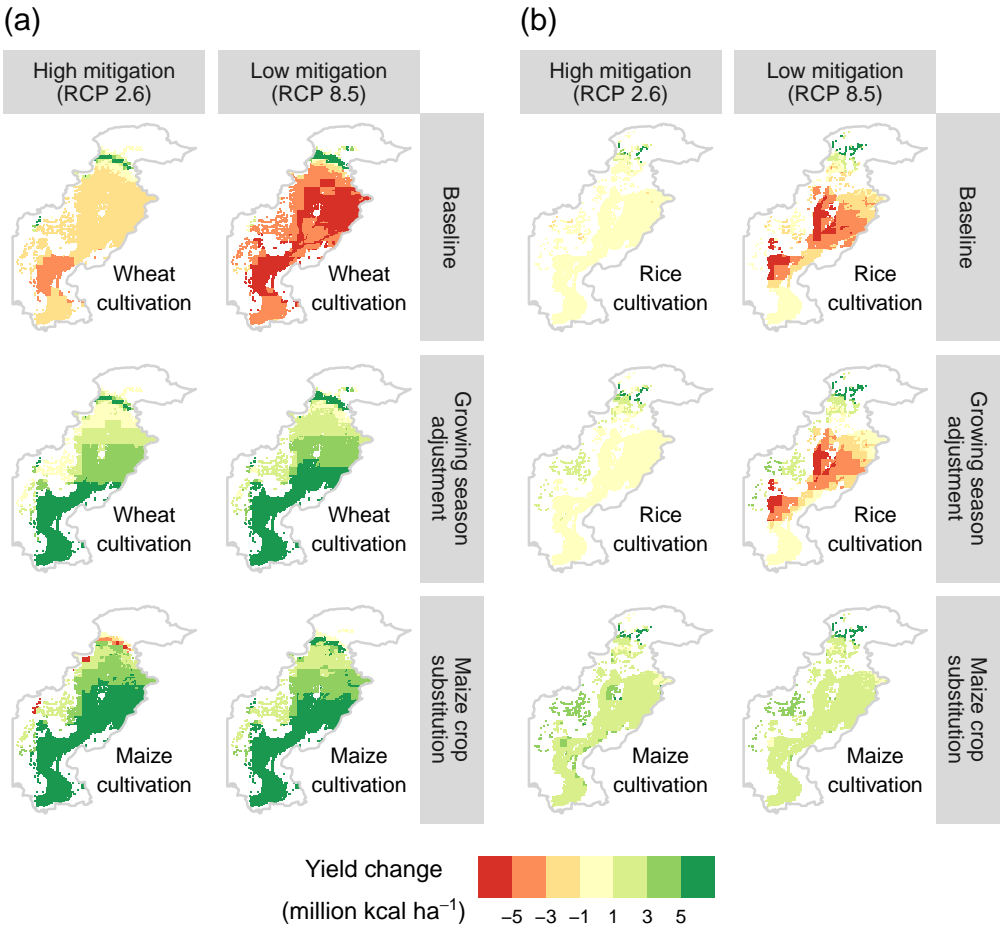 (a)
(b)
High mitigation
(RCP 2.6)
Low mitigation
(RCP 8.5)
High mitigation
(RCP 2.6)
Low mitigation
(RCP 8.5)
Wheat
cultivation
Wheat
cultivation
Baseline
Rice
cultivation
Rice
cultivation
Baseline
Wheat
cultivation
Wheat
cultivation
Growing season
adjustment
Rice
cultivation
Rice
cultivation
Growing season
adjustment
Maize
cultivation
Maize
cultivation
Maize crop
substitution
Maize
cultivation
Maize
cultivation
Maize crop
substitution
Yield change
(million kcal ha⁻¹)
−5 −3 −1 1 3 5